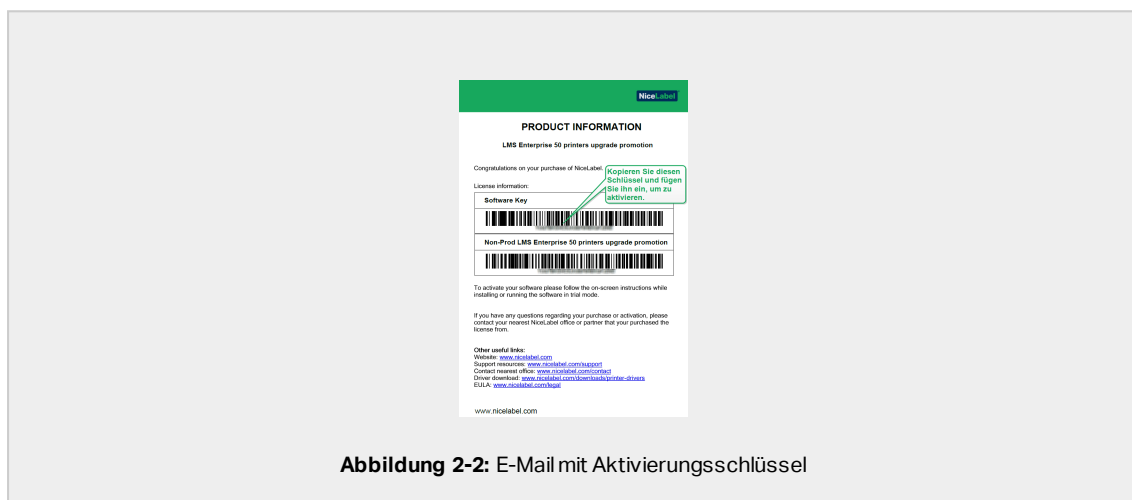 NiceLabel
PRODUCT INFORMATION
LMS Enterprise 50 printers upgrade promotion
Congratulations on your purchase of NiceLabel.
Kopieren Sie diesen
Schlüssel und fügen
Sie ihn ein, um zu
aktivieren.
License information:
Software Key
Non-Prod LMS Enterprise 50 printers upgrade promotion
To activate your software please follow the on-screen instructions while
installing or running the software in trial mode.
If you have any questions regarding your purchase or activation, please
contact your nearest NiceLabel office or partner that your purchased the
license from.
Other useful links:
Website: www.nicelabel.com
Support resources: www.nicelabel.com/support
Contact nearest office: www.nicelabel.com/contact
Driver download: www.nicelabel.com/downloads/printer-drivers
EULA: www.nicelabel.com/legal
www.nicelabel.com
Abbildung 2-2: E-Mail mit Aktivierungsschlüssel